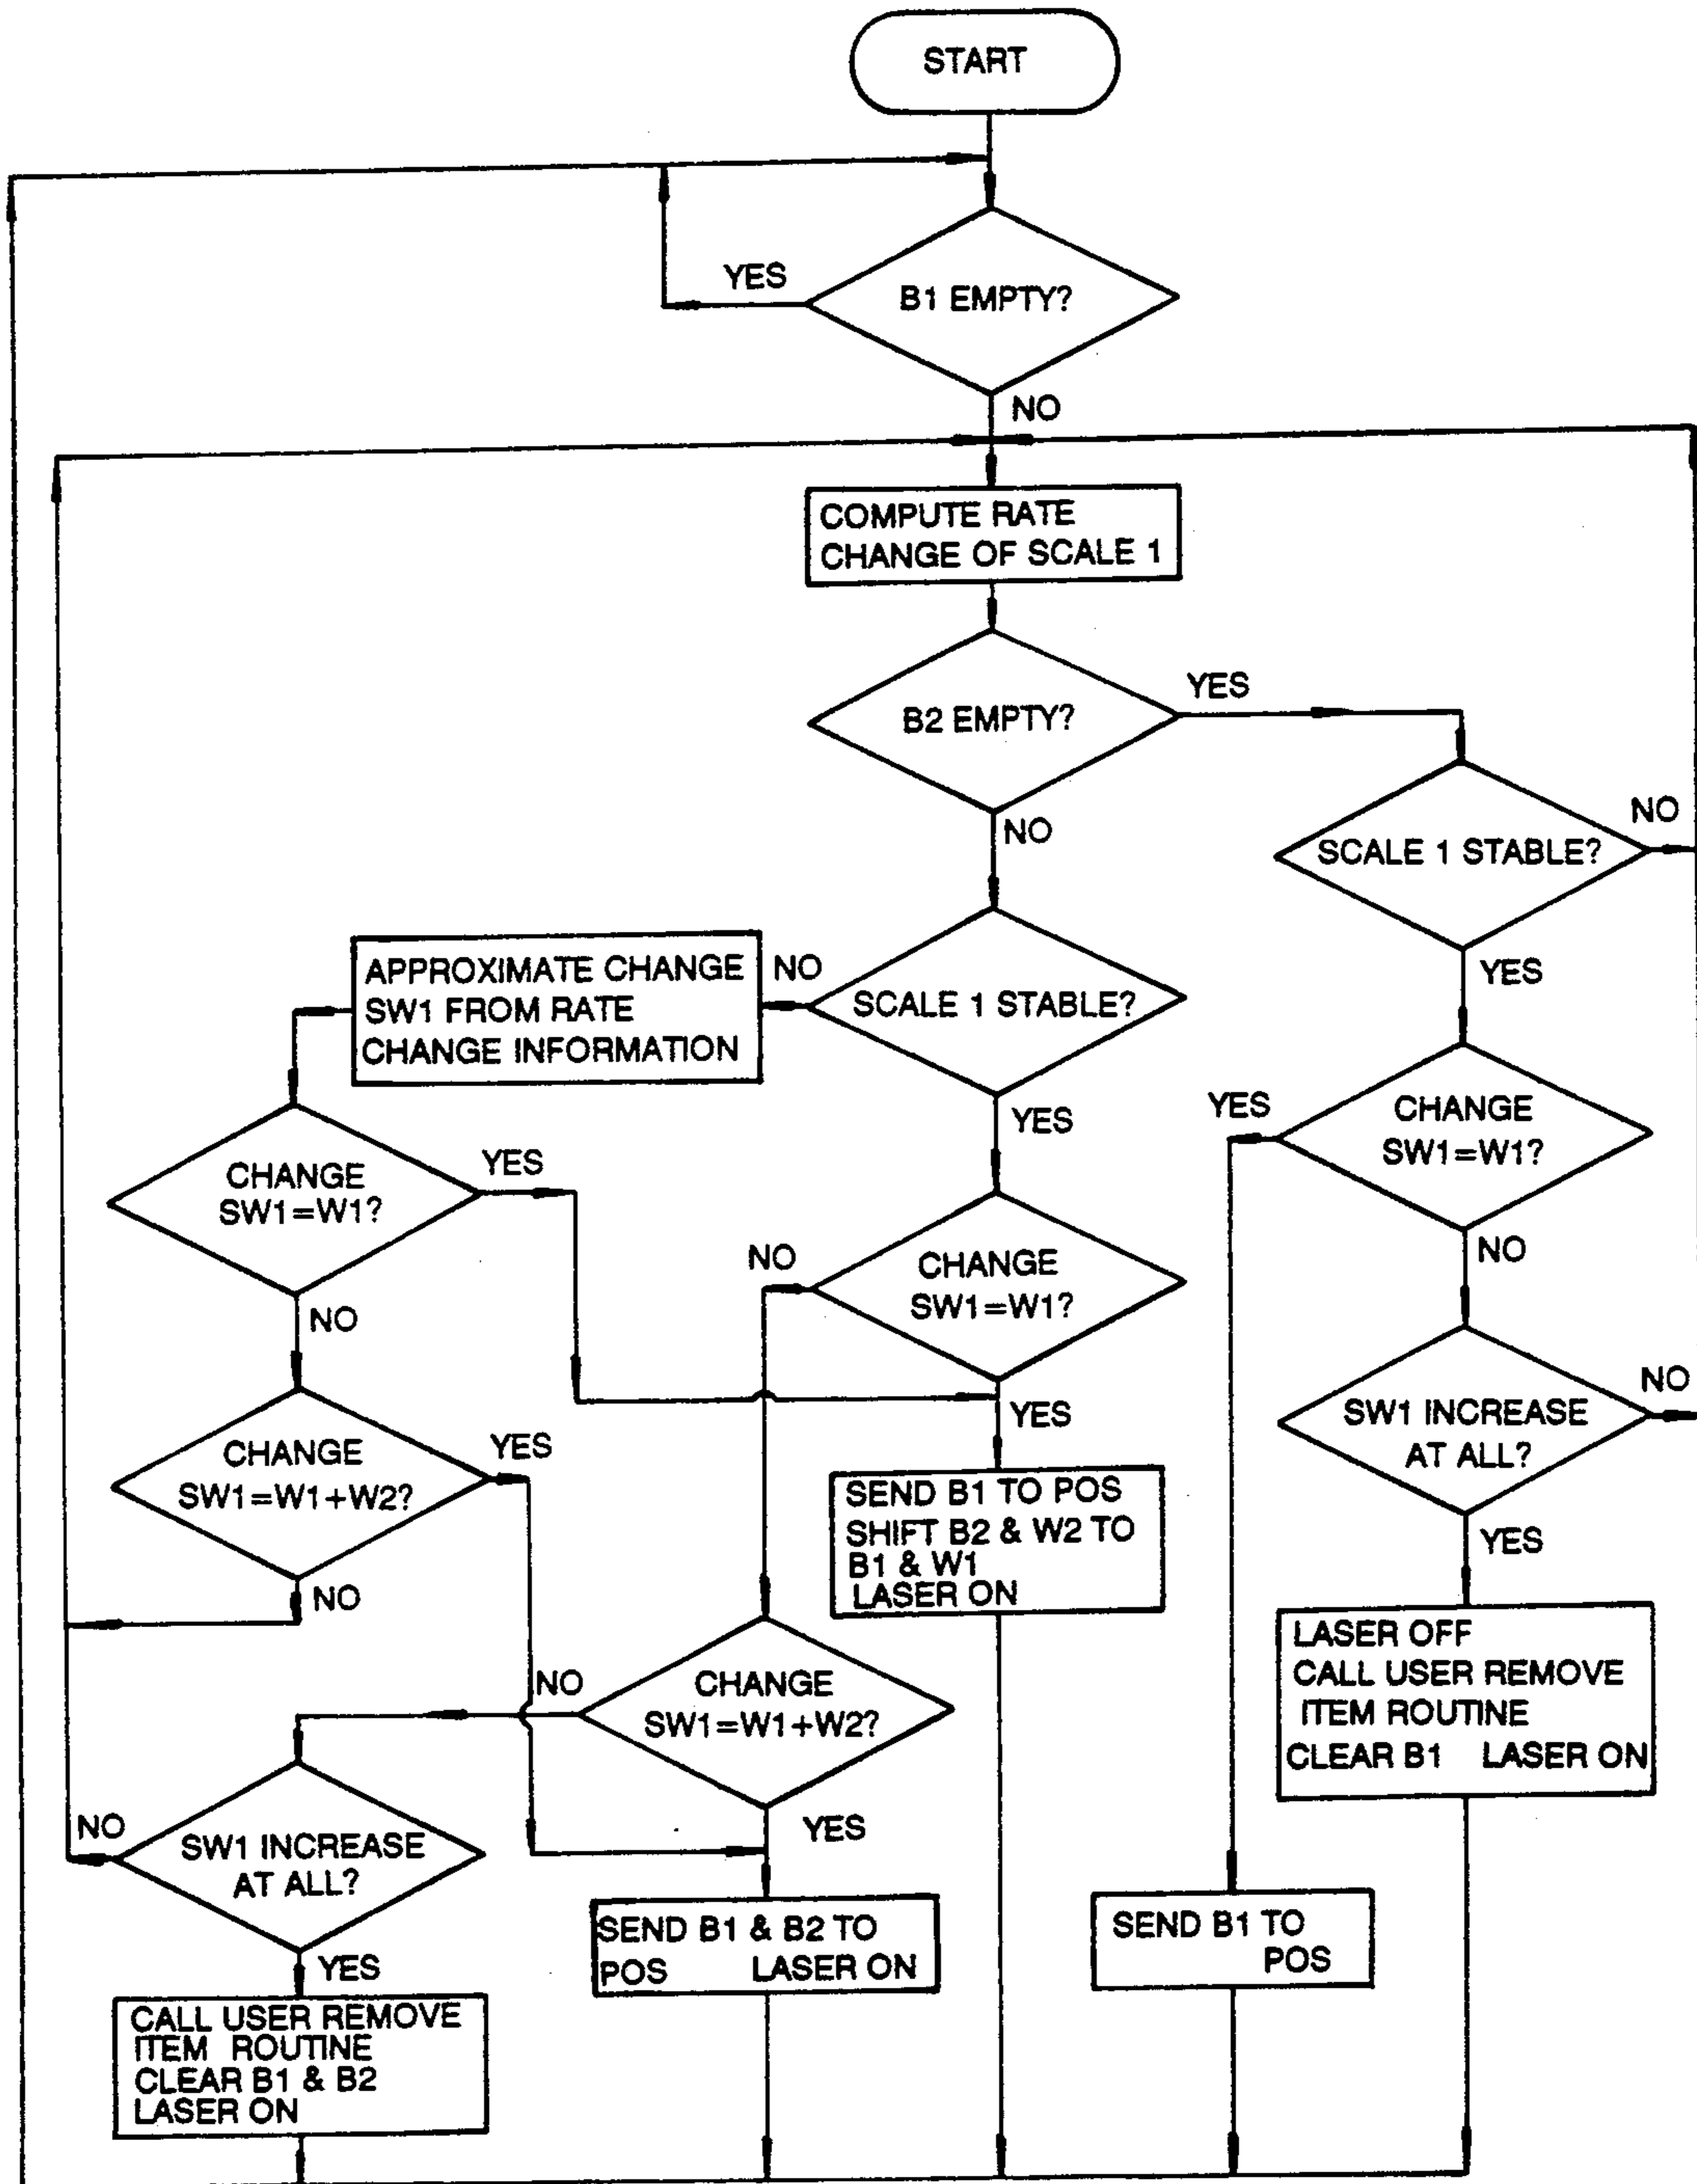 START
YES
B1 EMPTY?
NO
COMPUTE RATE
CHANGE OF SCALE 1
YES
B2 EMPTY?
NO
NO
SCALE 1 STABLE?
YES
APPROXIMATE CHANGE
SW1 FROM RATE
CHANGE INFORMATION
NO
SCALE 1 STABLE?
YES
YES
CHANGE
SW1=W1?
CHANGE
SW1=W1?
YES
NO
NO
CHANGE
SW1=W1?
YES
NO
SW1 INCREASE
AT ALL?
NO
YES
CHANGE
SW1=W1+W2?
YES
NO
SEND B1 TO POS
SHIFT B2 & W2 TO
B1 & W1
LASER ON
LASER OFF
CALL USER REMOVE
ITEM ROUTINE
CLEAR B1 LASER ON
NO
CHANGE
SW1=W1+W2?
YES
NO
SW1 INCREASE
AT ALL?
YES
SEND B1 & B2 TO
POS LASER ON
SEND B1 TO
POS
CALL USER REMOVE
ITEM ROUTINE
CLEAR B1 & B2
LASER ON